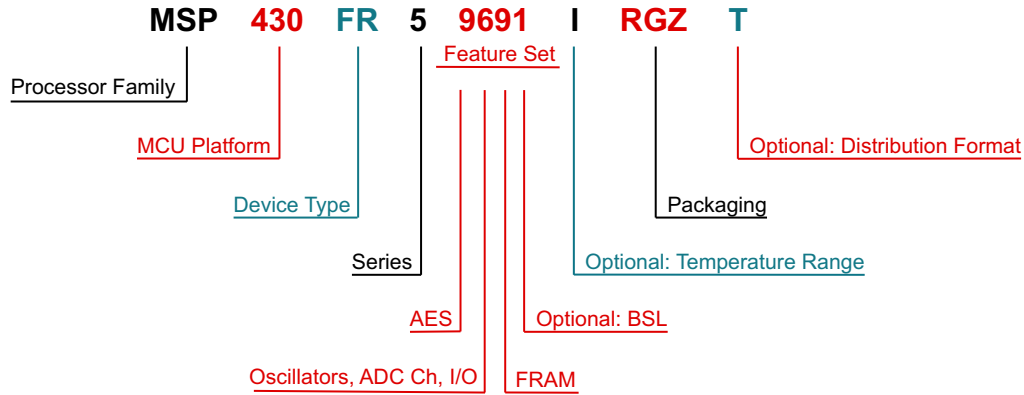 MSP 430 FR 5 9691 I RGZ T
Feature Set
Processor Family
MCU Platform Optional: Distribution Format
Device Type Packaging
Series Optional: Temperature Range
AES Optional: BSL
Oscillators, ADC Ch, I/O FRAM